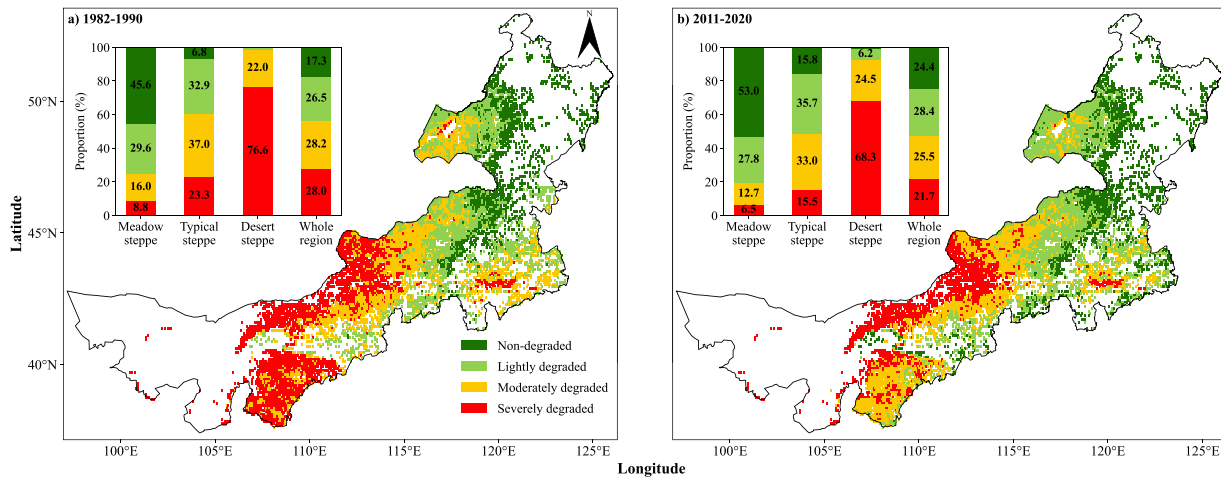 a) 1982-1990
N
100
80
60
40
20
0
Proportion (%)
45.6
29.6
16.0
8.8
6.8
32.9
37.0
23.3
22.0
76.6
17.3
26.5
28.2
28.0
Meadow
steppe
Typical
steppe
Desert
steppe
Whole
region
50°N
45°N
40°N
Latitude
Non-degraded
Lightly degraded
Moderately degraded
Severely degraded
100°E
105°E
110°E
115°E
120°E
125°E
b) 2011-2020
100
80
60
40
20
0
Proportion (%)
53.0
27.8
12.7
6.5
15.8
35.7
33.0
15.5
6.2
24.5
68.3
24.4
28.4
25.5
21.7
Meadow
steppe
Typical
steppe
Desert
steppe
Whole
region
50°N
45°N
40°N
100°E
105°E
110°E
115°E
120°E
125°E
Longitude